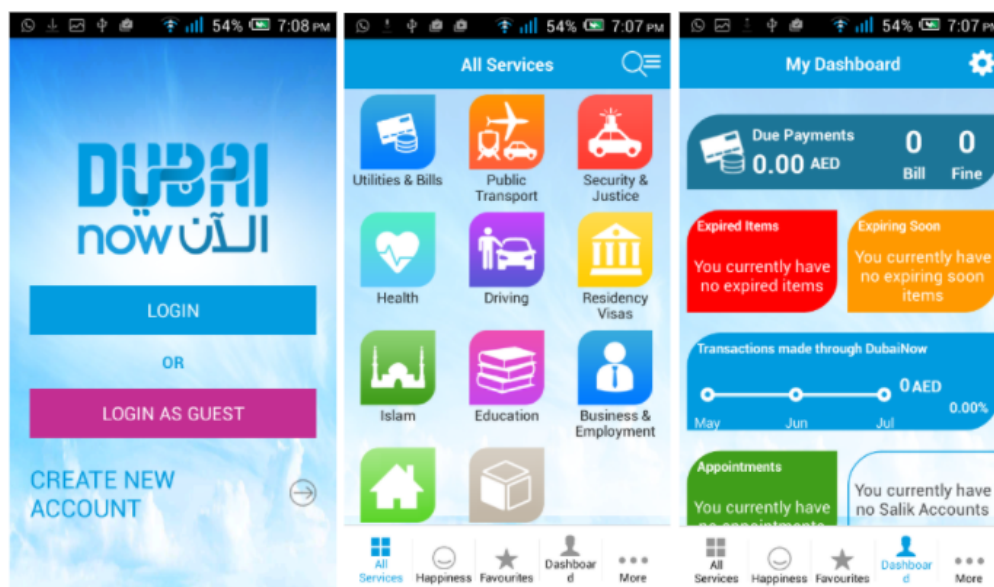 54% 7:08 PM
DUBAI
now الآن
LOGIN
OR
LOGIN AS GUEST
CREATE NEW
ACCOUNT
54% 7:07 PM
All Services
Utilities & Bills
Public
Transport
Security &
Justice
Health
Driving
Residency
Visas
Islam
Education
Business &
Employment
All
Services
Happiness
Favourites
Dashboar
d
More
54% 7:07 PM
My Dashboard
Due Payments
0.00 AED
0
Bill
0
Fine
Expired Items
You currently have
no expired items
Expiring Soon
You currently have
no expiring soon
items
Transactions made through DubaiNow
0 AED
0.00%
May Jun Jul
Appointments
You currently have
no appointments
You currently have
no Salik Accounts
All
Services
Happiness
Favourites
Dashboar
d
More